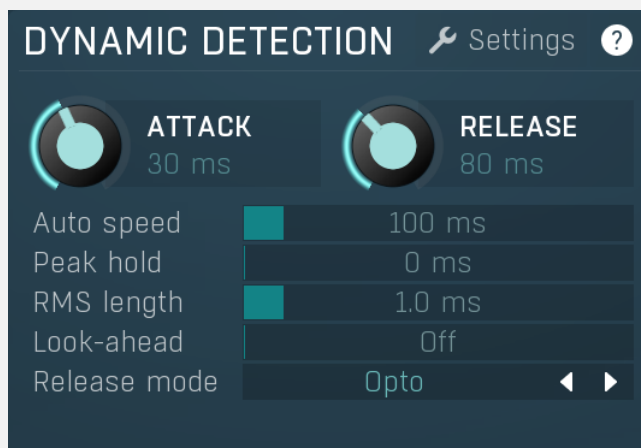 DYNAMIC DETECTION Settings ?
ATTACK
30 ms
RELEASE
80 ms
Auto speed 100 ms
Peak hold 0 ms
RMS length 1.0 ms
Look-ahead Off
Release mode Opto